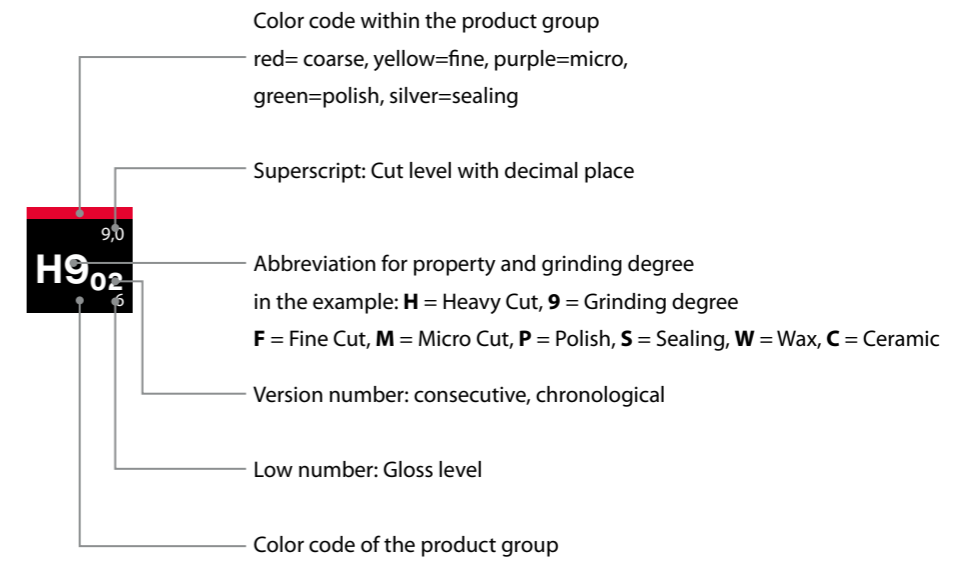 Color code within the product group
red= coarse, yellow=fine, purple=micro,
green=polish, silver=sealing
Superscript: Cut level with decimal place
9,0
H902
6
Abbreviation for property and grinding degree
in the example: H = Heavy Cut, 9 = Grinding degree
F = Fine Cut, M = Micro Cut, P = Polish, S = Sealing, W = Wax, C = Ceramic
Version number: consecutive, chronological
Low number: Gloss level
Color code of the product group